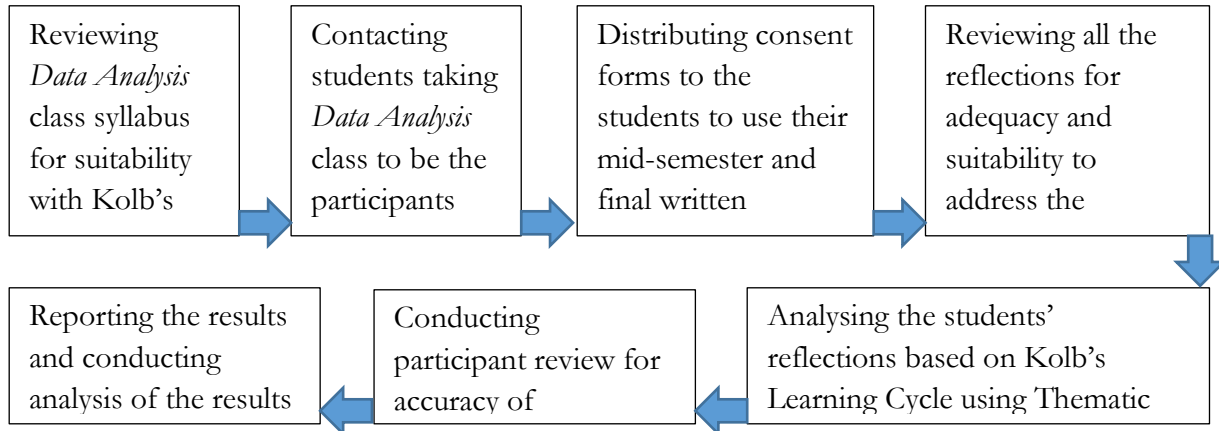 Reviewing
Data Analysis
class syllabus
for suitability
with Kolb's
Contacting
students taking
Data Analysis
class to be the
participants
Distributing consent
forms to the
students to use their
mid-semester and
final written
Reviewing all the
reflections for
adequacy and
suitability to
address the
Analysing the students'
reflections based on Kolb's
Learning Cycle using Thematic
Conducting
participant review for
accuracy of
Reporting the results
and conducting
analysis of the results